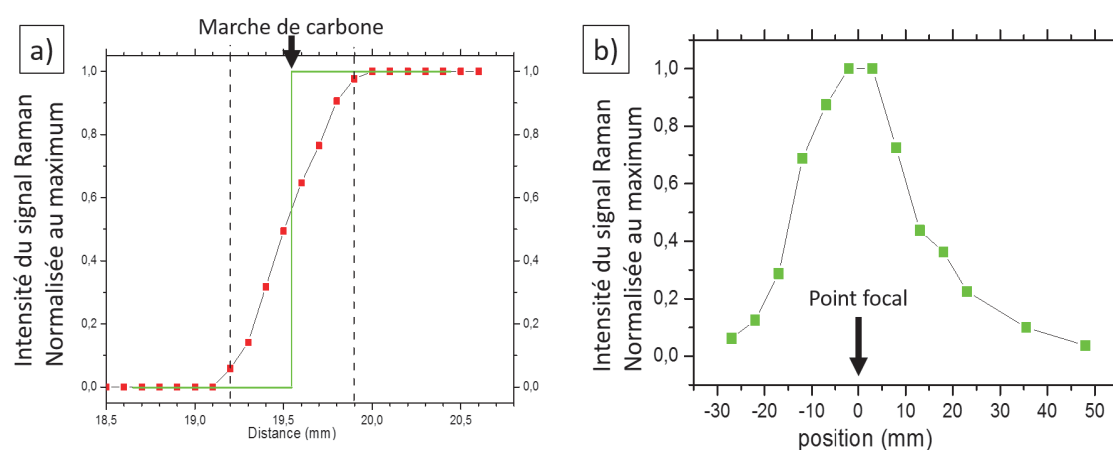 a)
Marche de carbone
Intensité du signal Raman
Normalisée au maximum
1,0
0,8
0,6
0,4
0,2
0,0
1,0
0,8
0,6
0,4
0,2
0,0
18,5 19,0 19,5 20,0 20,5
Distance (mm)
b)
Intensité du signal Raman
Normalisée au maximum
1,0
0,8
0,6
0,4
0,2
0,0
Point focal
-30 -20 -10 0 10 20 30 40 50
position (mm)